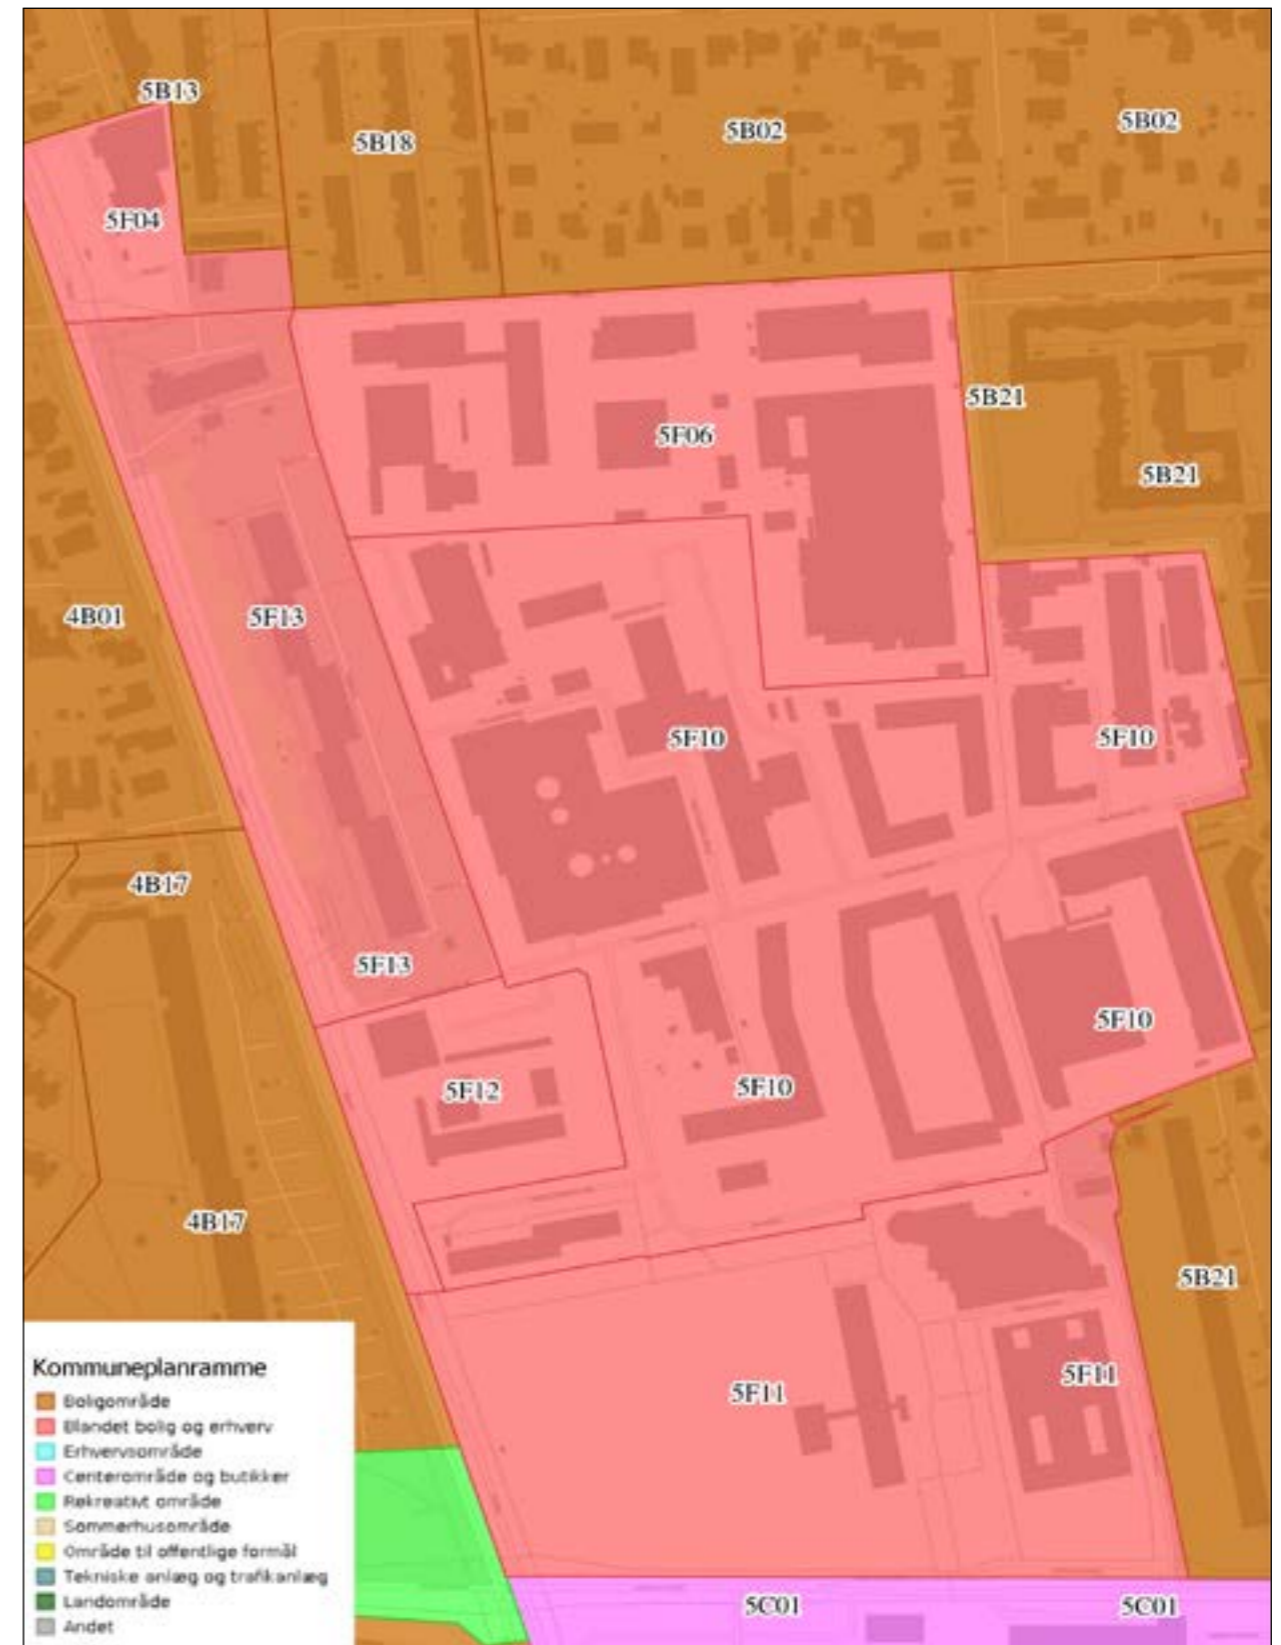 5B13
5B18
5B02
5B02
5F04
5B21
5F06
5B21
4B01
5F13
5F10
5F10
4B17
5F13
5F10
5F12
5F10
4B17
5B21
5F11
5F11
Kommuneplanramme
Boligområde
Blandet bolig og erhverv
Erhvervsområde
Centerområde og butikker
Rekreativt område
Sommerhusområde
Område til offentlige formål
Tekniske anlæg og trafikanlæg
Landområde
Andet
5C01
5C01